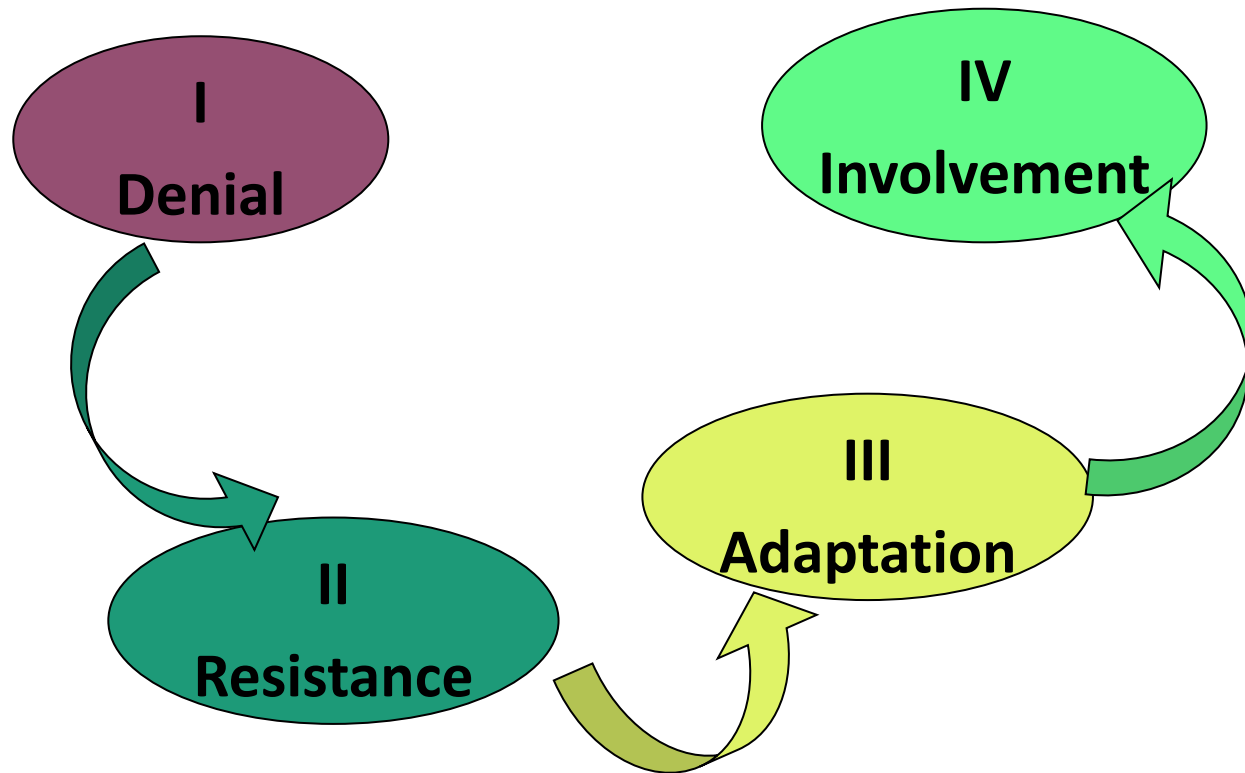 I
Denial
II
Resistance
III
Adaptation
IV
Involvement